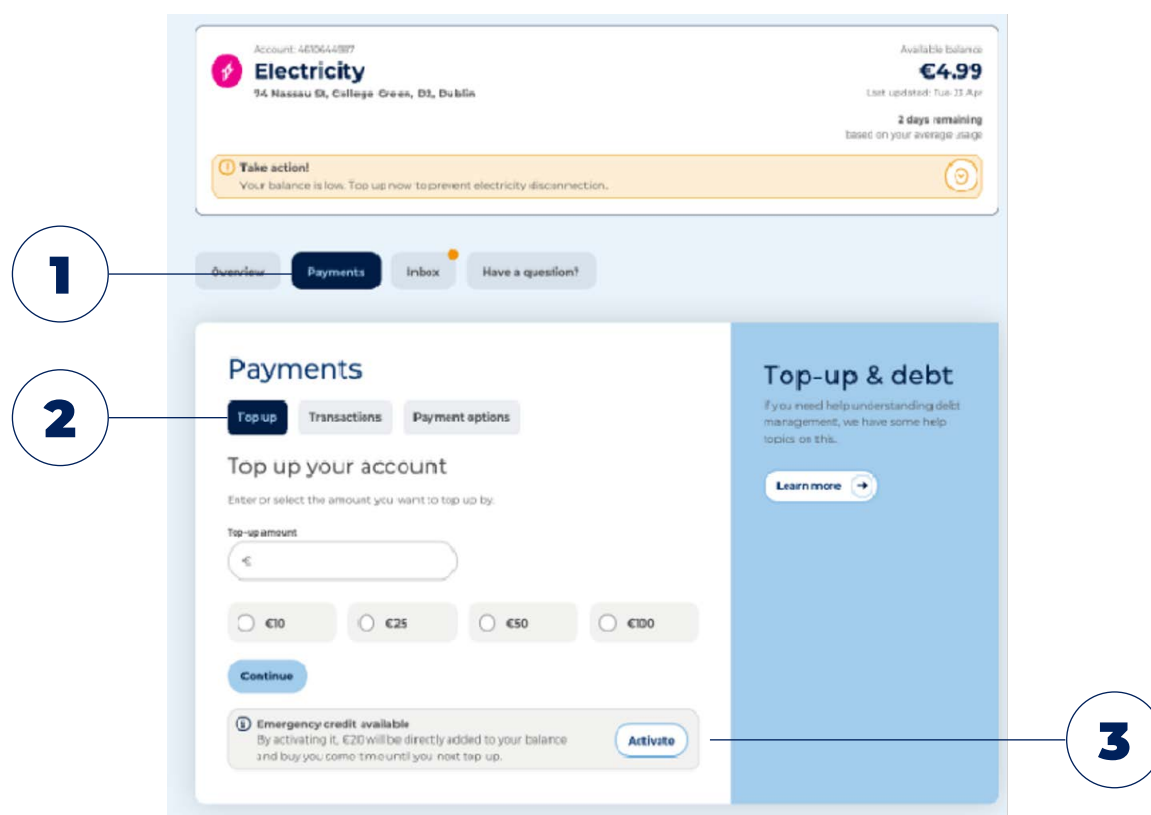 Account:
Electricity
94 Nassau St, College Green, D2, Dublin
Available balance
€4.99
Last updated: Tue Apr
2 days remaining
based on your average usage
Take action!
Your balance is low. Top up now to prevent electricity disconnection.
1
Overview
Payments
Inbox
Have a question?
Payments
2
Top up
Transactions
Payment options
Top up your account
Enter or select the amount you want to top up by.
Top-up amount
€
€10
€25
€50
€100
Continue
Emergency credit available
By activating it, €20 will be directly added to your balance
and buy you some time until you next top up.
Activate
3
Top-up & debt
If you need help understanding debt
management, we have some help
topics on this.
Learn more